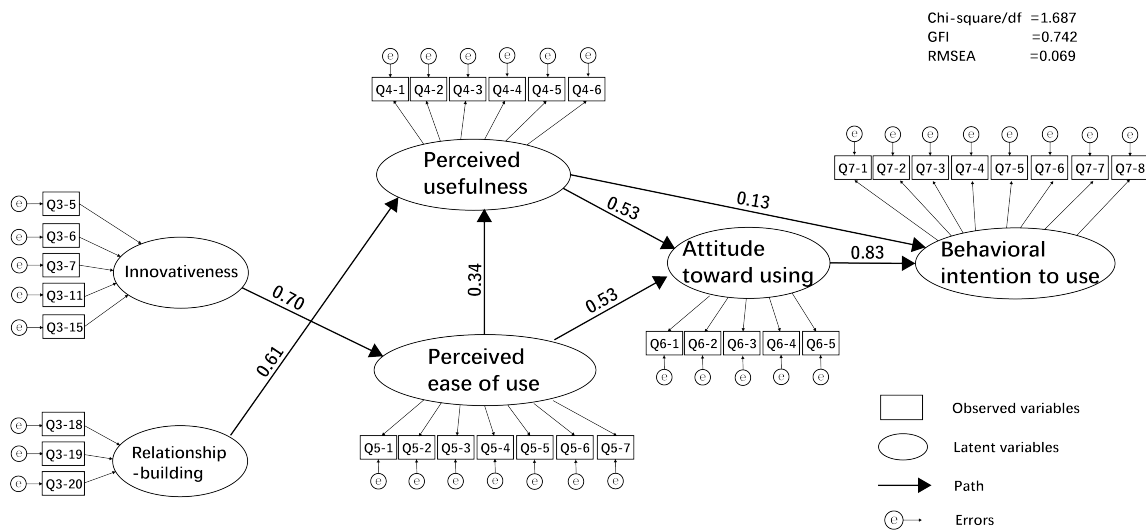 Chi-square/df =1.687
GFI =0.742
RMSEA =0.069
e e e e e e
Q4-1 Q4-2 Q4-3 Q4-4 Q4-5 Q4-6
Perceived
usefulness
e e e e e e e e
Q7-1 Q7-2 Q7-3 Q7-4 Q7-5 Q7-6 Q7-7 Q7-8
0.13
0.53
e Q3-5
e Q3-6
e Q3-7
e Q3-11
e Q3-15
Innovativeness
0.70
0.61
0.34
0.53
Attitude
toward using
0.83
Behavioral
intention to use
Q6-1 Q6-2 Q6-3 Q6-4 Q6-5
e e e e e
Perceived
ease of use
Q5-1 Q5-2 Q5-3 Q5-4 Q5-5 Q5-6 Q5-7
e e e e e e e
e Q3-18
e Q3-19
e Q3-20
Relationship
-building
Observed variables
Latent variables
Path
e Errors